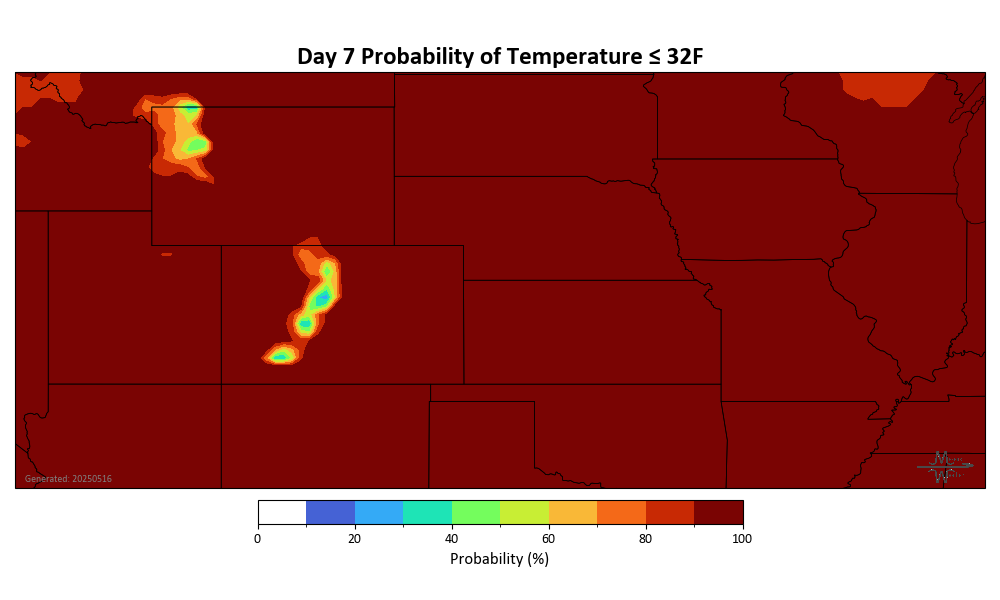 Day 7 Probability of Temperature ≤ 32F
Generated: 20250516
0 20 40 60 80 100
Probability (%)